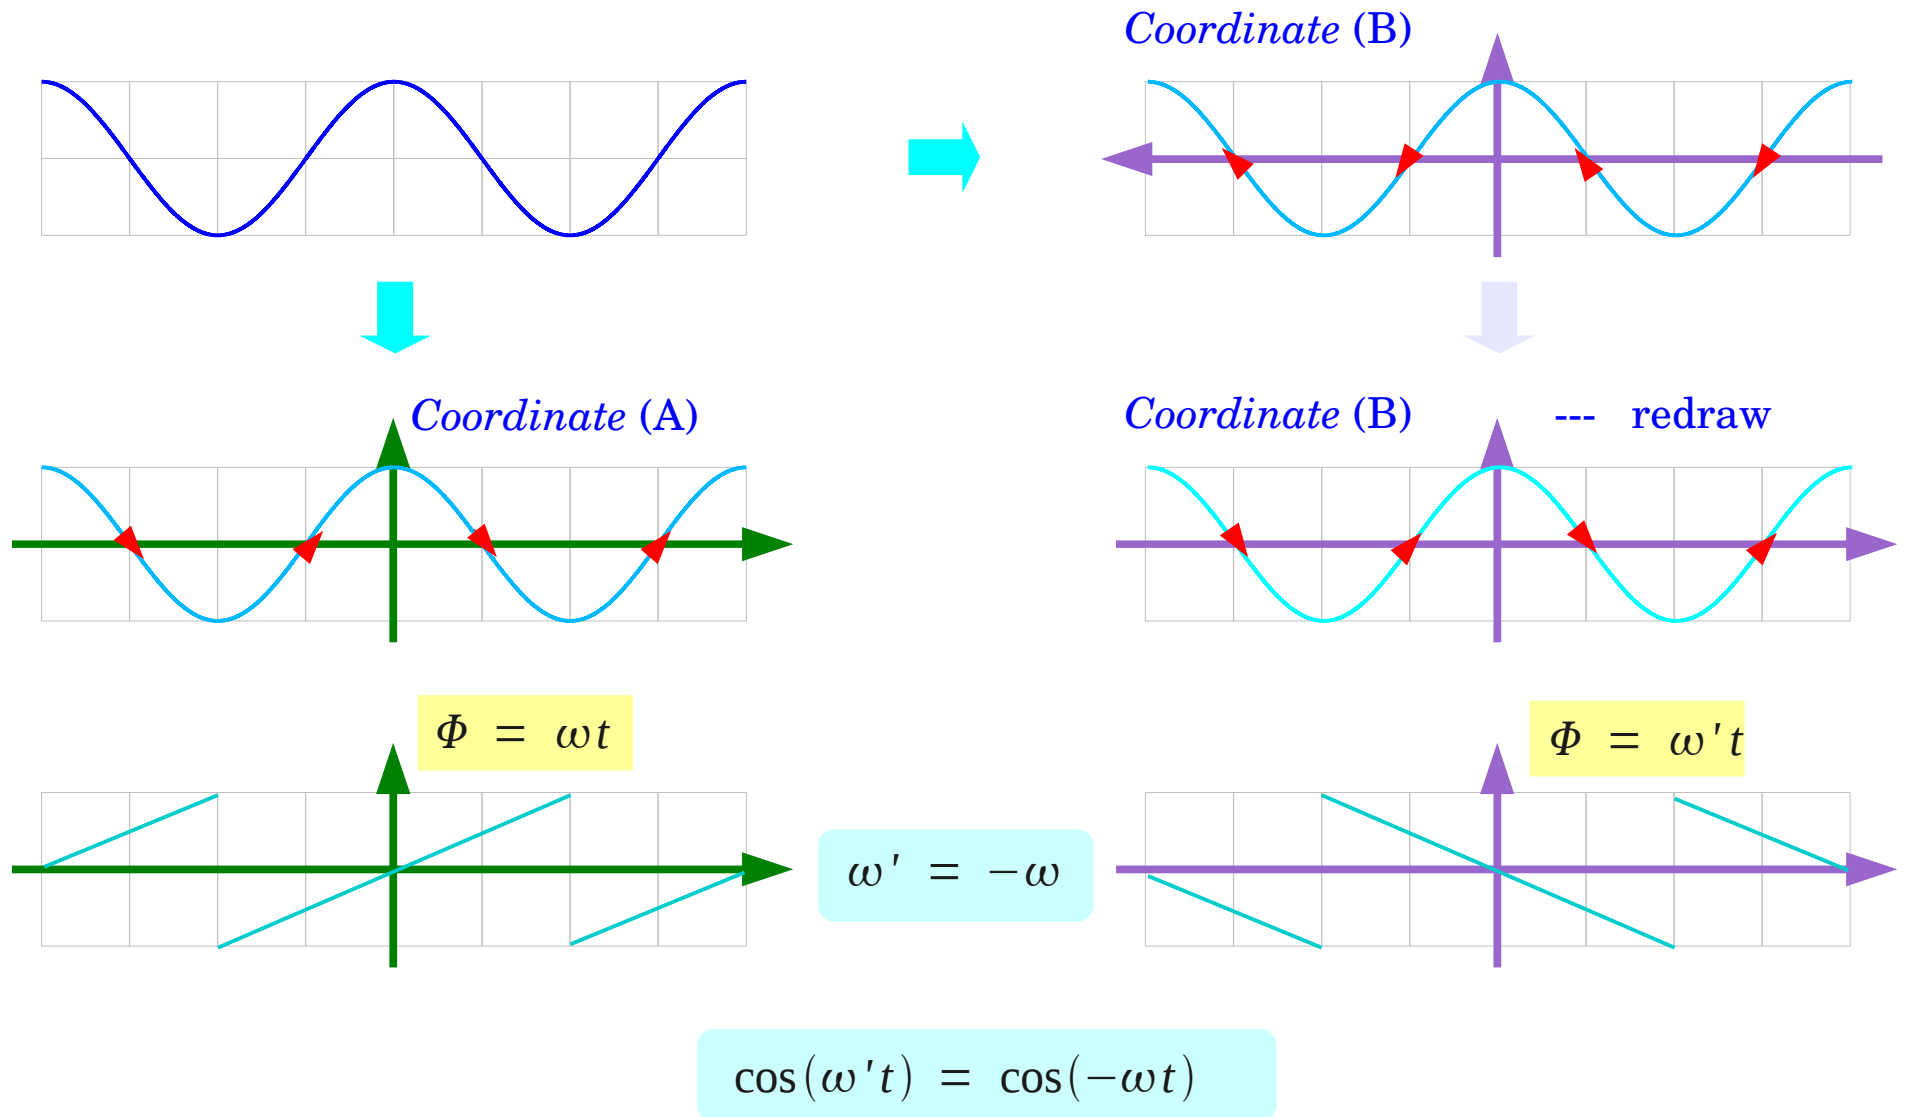 Coordinate (B)
Coordinate (A)
Coordinate (B) --- redraw
Φ = ωt
Φ = ω't
ω' = −ω
cos(ω't) = cos(−ωt)